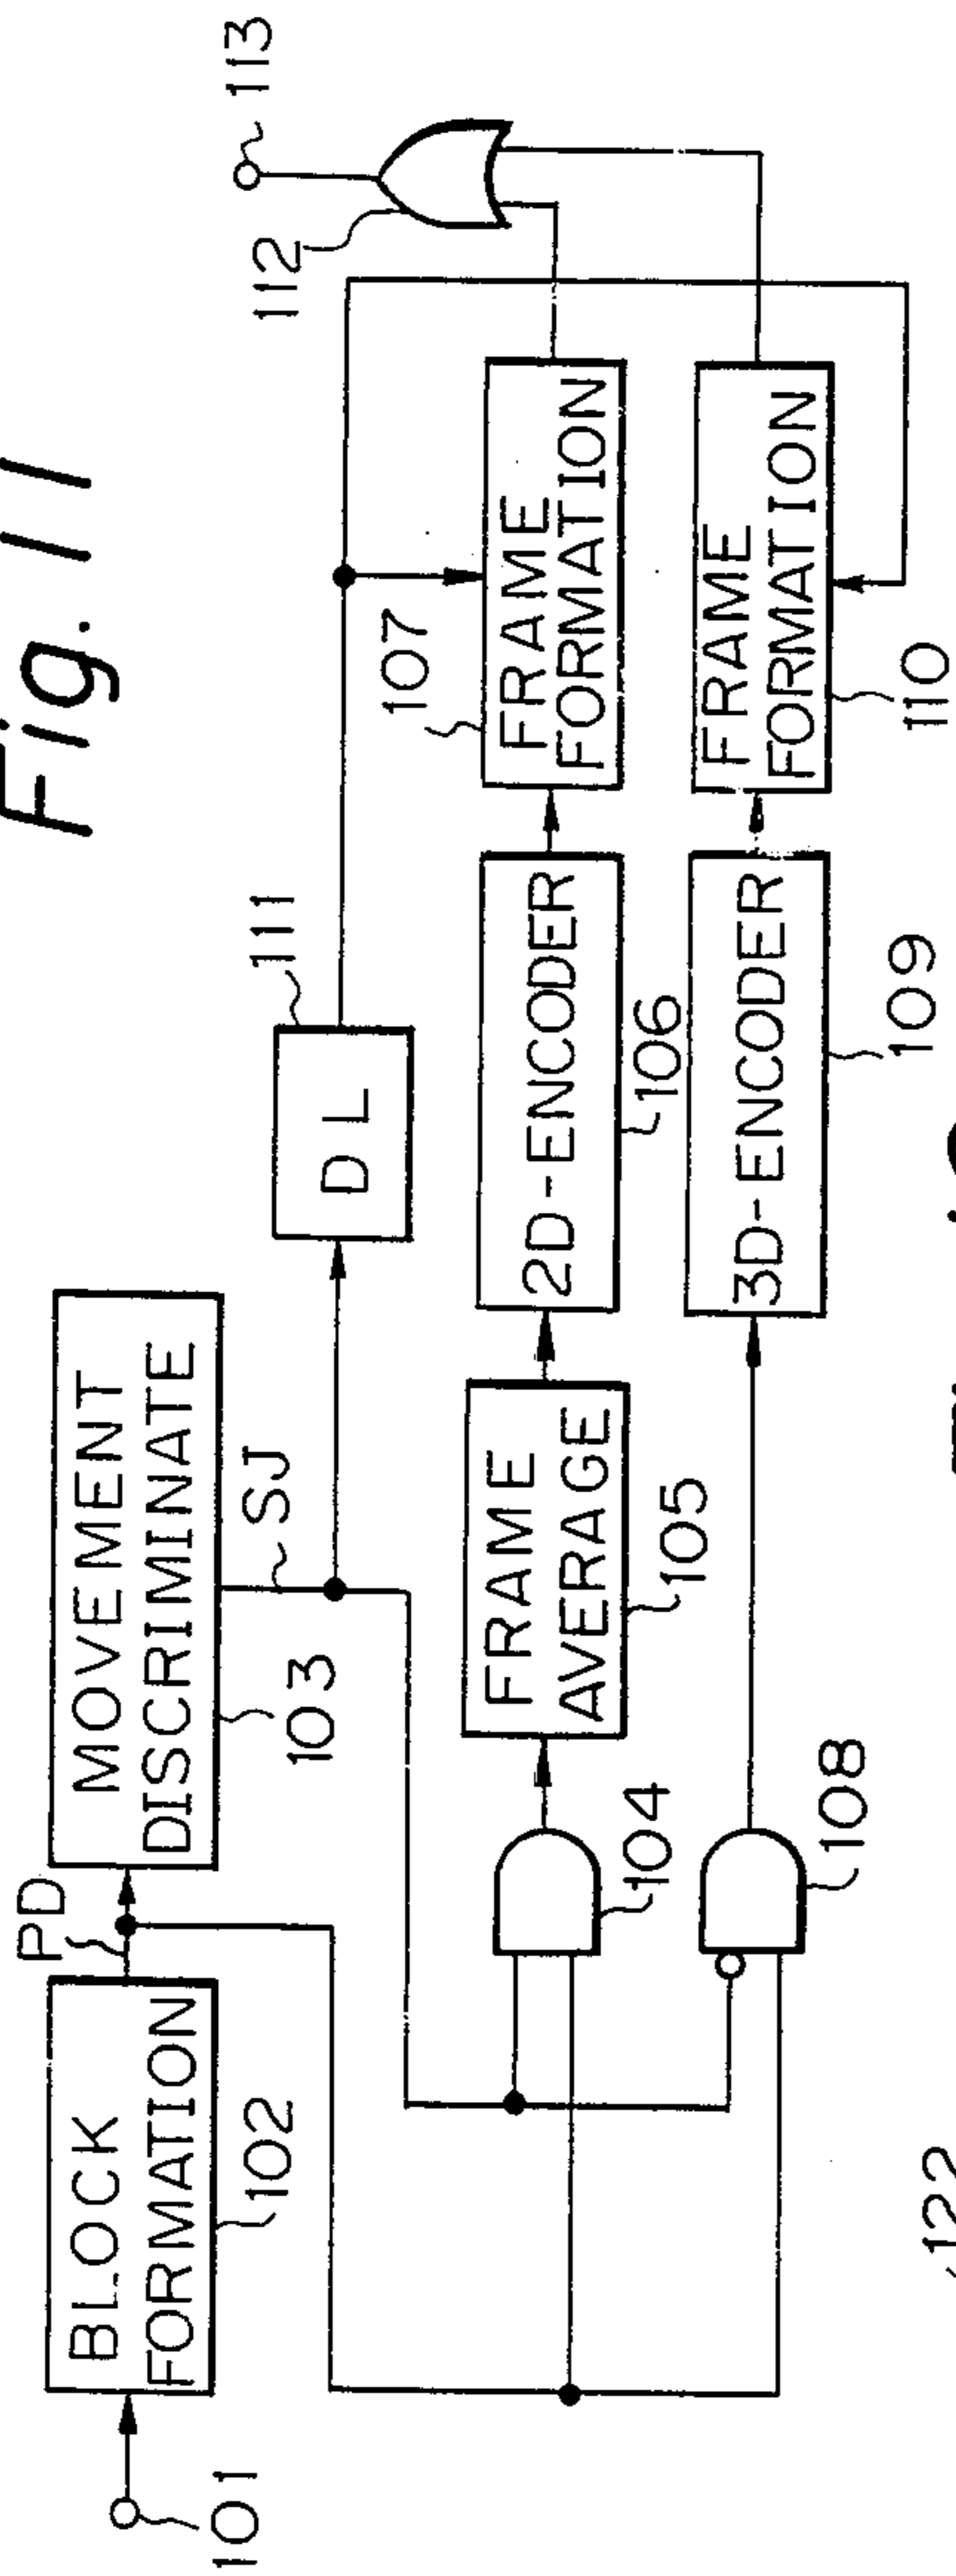 Fig. 11
101
BLOCK
FORMATION
102
PD
MOVEMENT
DISCRIMINATE
103
SJ
DL
111
104
FRAME
AVERAGE
105
2D-ENCODER
106
FRAME
FORMATION
107
108
3D-ENCODER
109
FRAME
FORMATION
110
112
113
122